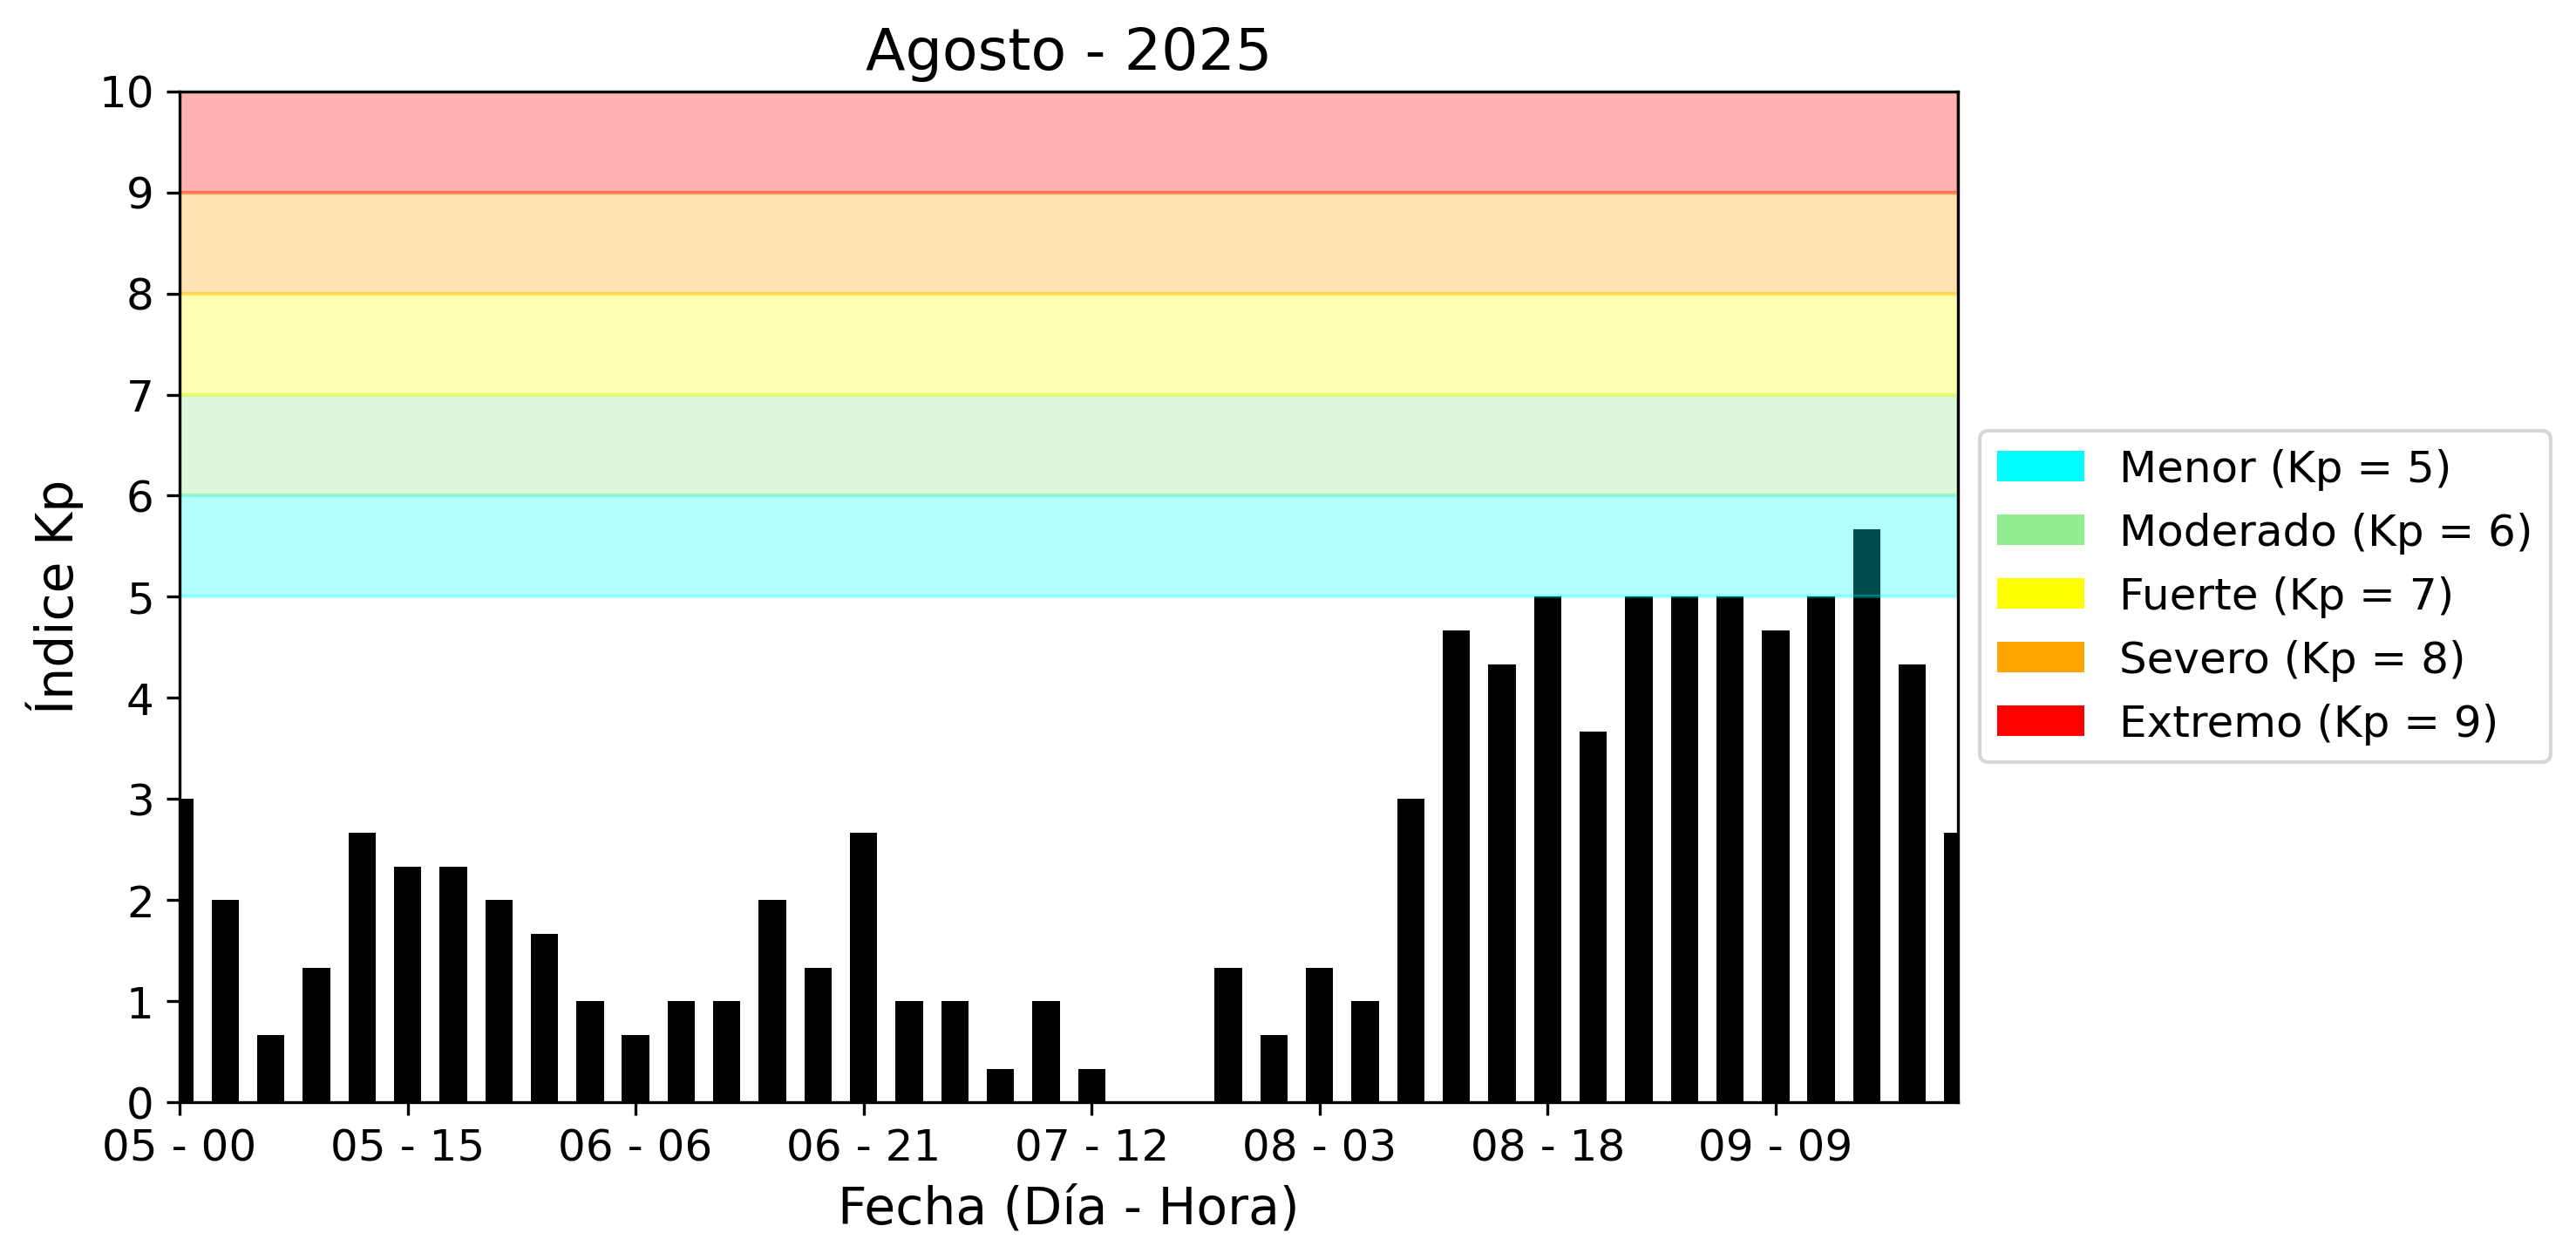 Agosto - 2025
10
9
8
7
6
5
4
3
2
1
0
Índice Kp
05 - 00
05 - 15
06 - 06
06 - 21
07 - 12
08 - 03
08 - 18
09 - 09
Fecha (Día - Hora)
Menor (Kp = 5)
Moderado (Kp = 6)
Fuerte (Kp = 7)
Severo (Kp = 8)
Extremo (Kp = 9)